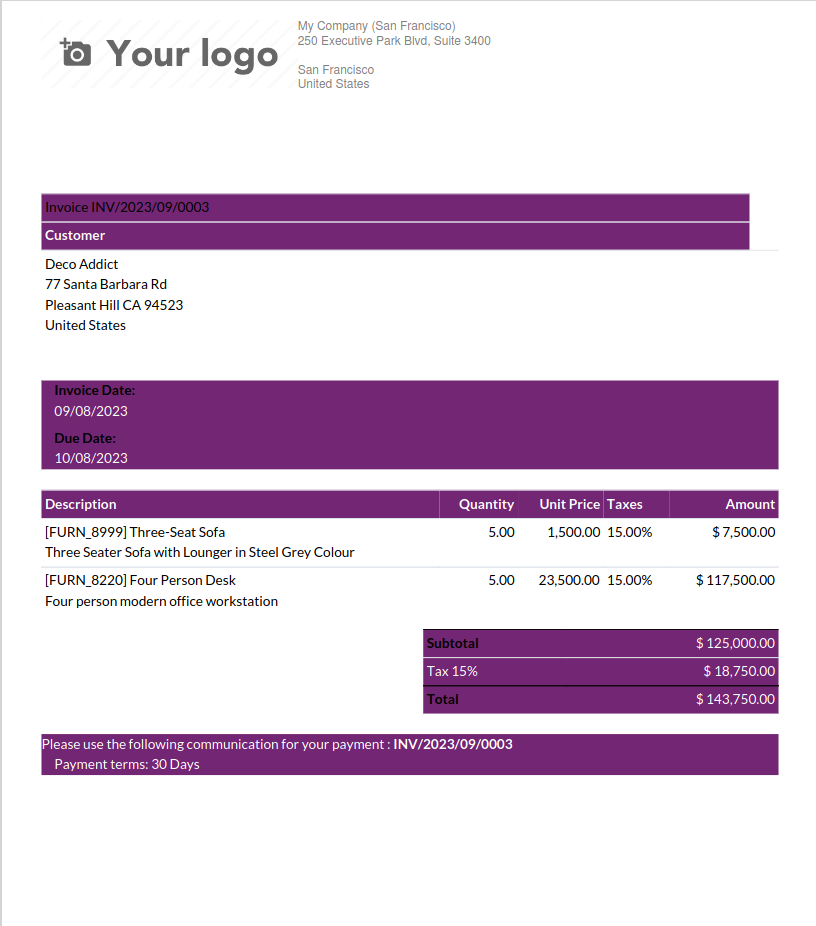 Your logo
My Company (San Francisco)
250 Executive Park Blvd, Suite 3400
San Francisco
United States
Invoice INV/2023/09/0003
Customer
Deco Addict
77 Santa Barbara Rd
Pleasant Hill CA 94523
United States
Invoice Date:
09/08/2023
Due Date:
10/08/2023
Description Quantity Unit Price Taxes Amount
[FURN_8999] Three-Seat Sofa 5.00 1,500.00 15.00% $ 7,500.00
Three Seater Sofa with Lounger in Steel Grey Colour
[FURN_8220] Four Person Desk 5.00 23,500.00 15.00% $ 117,500.00
Four person modern office workstation
Subtotal $ 125,000.00
Tax 15% $ 18,750.00
Total $ 143,750.00
Please use the following communication for your payment : INV/2023/09/0003
Payment terms: 30 Days